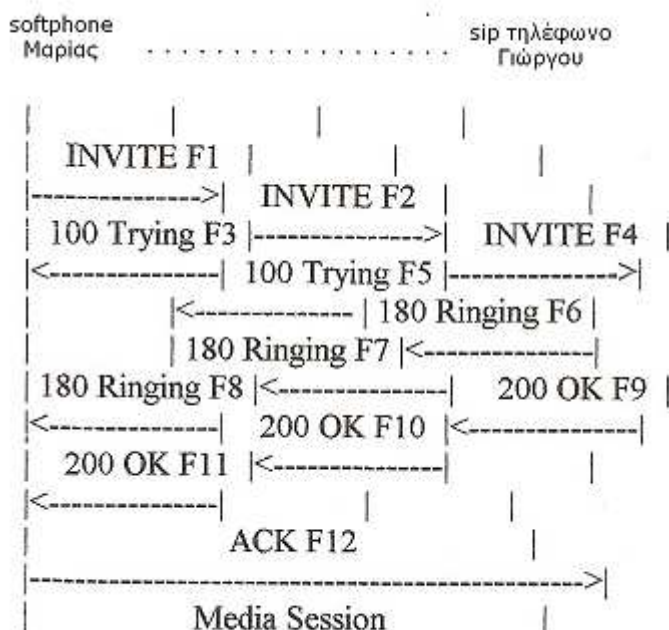 softphone
Μαρίας
sip τηλέφωνο
Γιώργου
INVITE F1
INVITE F2
100 Trying F3
INVITE F4
100 Trying F5
180 Ringing F6
180 Ringing F7
180 Ringing F8
200 OK F9
200 OK F10
200 OK F11
ACK F12
Media Session